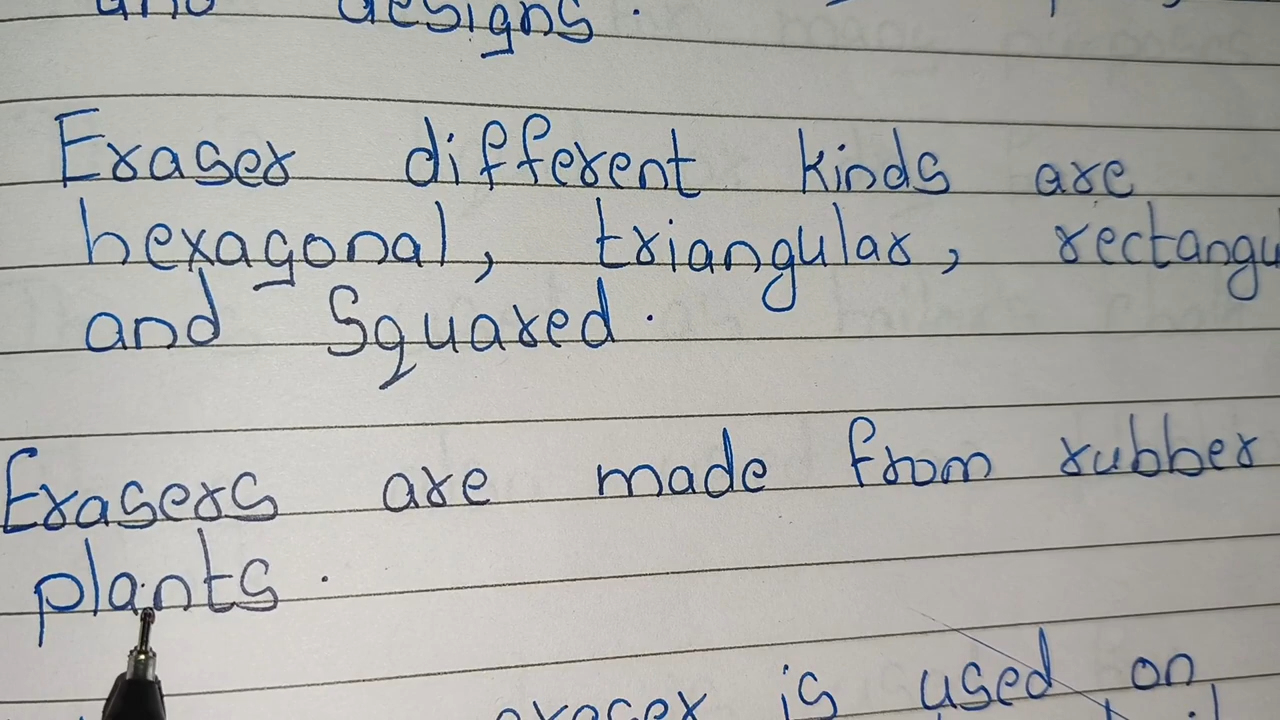 and designs.
Eraser different kinds are
hexagonal, triangular, rectangu
and Squared.
Erasers are made from rubber
plants.
eraser is used on